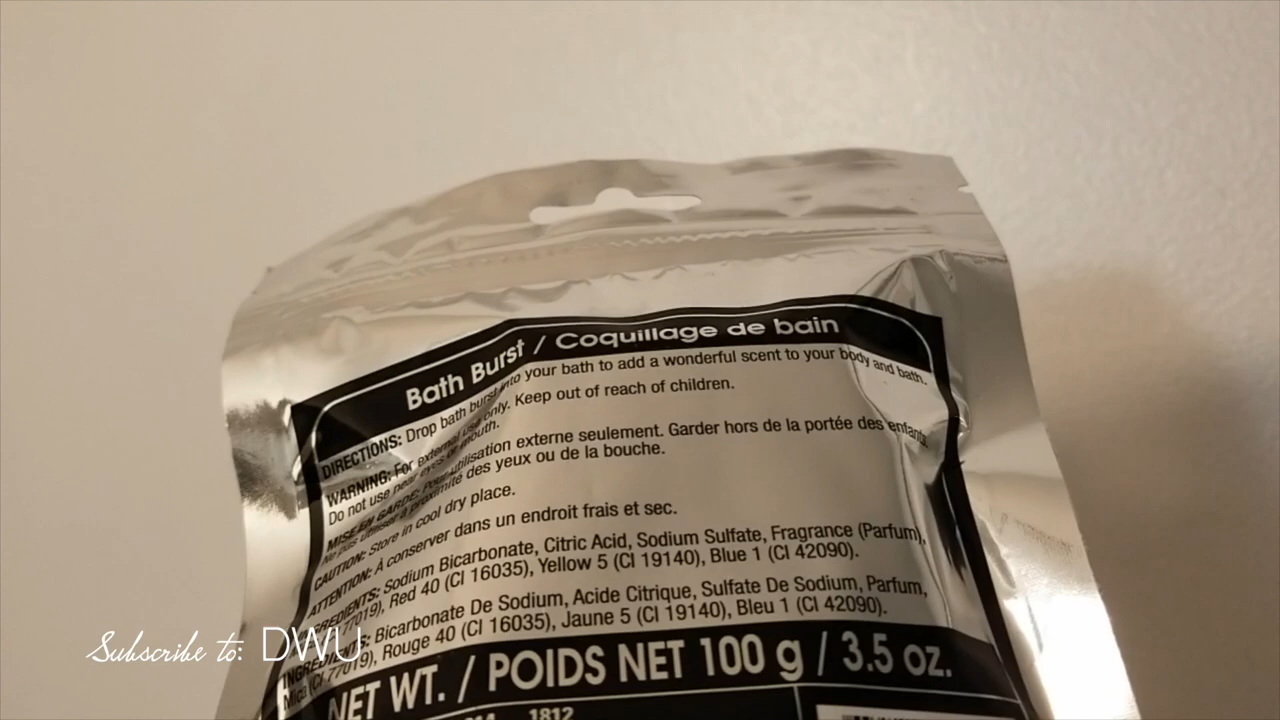 Bath Burst / Coquillage de bain
DIRECTIONS: Drop bath burst into your bath to add a wonderful scent to your body and bath.
WARNING: For external use only. Keep out of reach of children.
Do not use near eyes or mouth.
MISE EN GARDE: Pour utilisation externe seulement. Garder hors de la portée des enfants.
Ne pas utiliser à proximité des yeux ou de la bouche.
CAUTION: Store in cool dry place.
ATTENTION: À conserver dans un endroit frais et sec.
REDIENTS: Sodium Bicarbonate, Citric Acid, Sodium Sulfate, Fragrance (Parfum),
77019), Red 40 (CI 16035), Yellow 5 (CI 19140), Blue 1 (CI 42090).
INGRÉDIENTS: Bicarbonate De Sodium, Acide Citrique, Sulfate De Sodium, Parfum,
Mica (CI 77019), Rouge 40 (CI 16035), Jaune 5 (CI 19140), Bleu 1 (CI 42090).
NET WT. / POIDS NET 100 g / 3.5 oz.
1812
Subscribe to: DWU